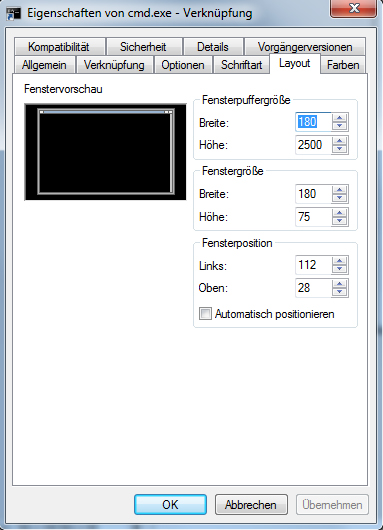 Eigenschaften von cmd.exe - Verknüpfung
Kompatibilität Sicherheit Details Vorgängerversionen
Allgemein Verknüpfung Optionen Schriftart Layout Farben
Fenstervorschau
Fensterpuffergröße
Breite: 180
Höhe: 2500
Fenstergröße
Breite: 180
Höhe: 75
Fensterposition
Links: 112
Oben: 28
Automatisch positionieren
OK Abbrechen Übernehmen